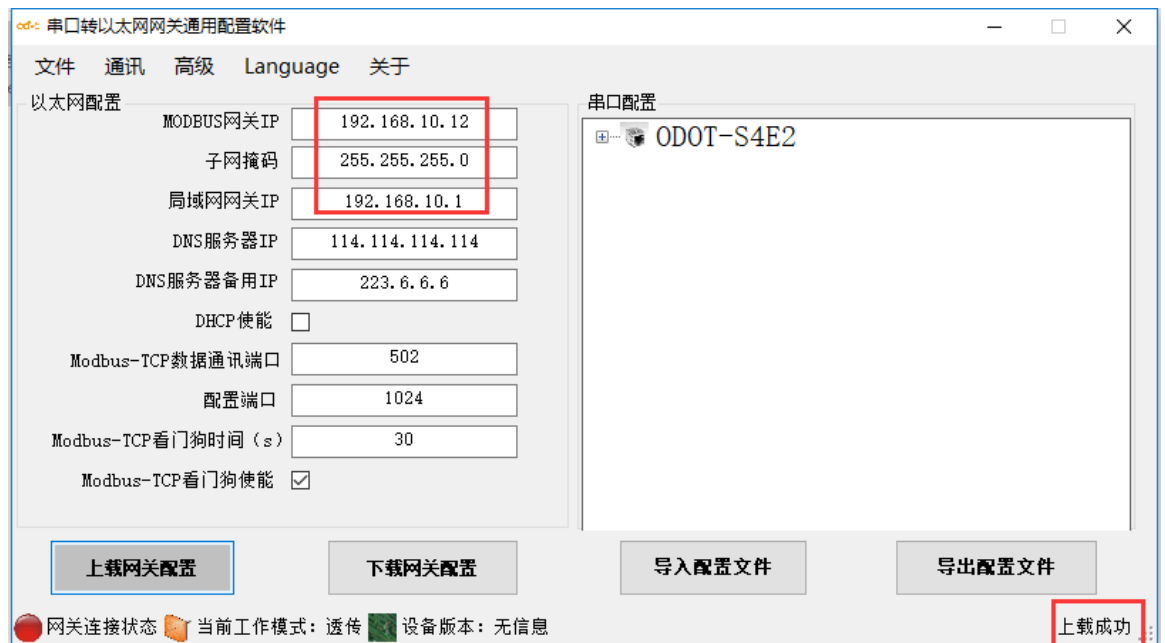 odot 串口转以太网网关通用配置软件
文件 通讯 高级 Language 关于
以太网配置
MODBUS网关IP 192.168.10.12
子网掩码 255.255.255.0
局域网网关IP 192.168.10.1
DNS服务器IP 114.114.114.114
DNS服务器备用IP 223.6.6.6
DHCP使能
Modbus-TCP数据通讯端口 502
配置端口 1024
Modbus-TCP看门狗时间（s） 30
Modbus-TCP看门狗使能
串口配置
ODOT-S4E2
上载网关配置 下载网关配置 导入配置文件 导出配置文件
网关连接状态 当前工作模式：透传 设备版本：无信息 上载成功